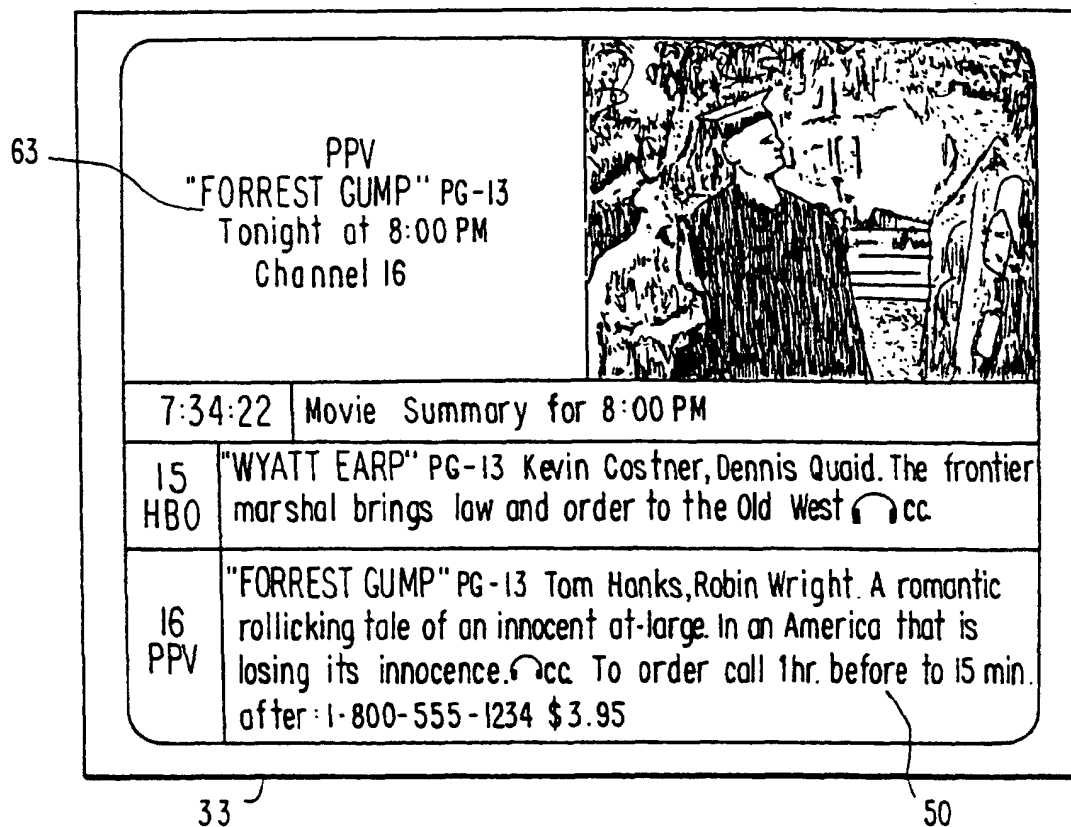 63
PPV
"FORREST GUMP" PG-13
Tonight at 8:00 PM
Channel 16
7:34:22 Movie Summary for 8:00 PM
15
HBO
"WYATT EARP" PG-13 Kevin Costner, Dennis Quaid. The frontier
marshal brings law and order to the Old West cc.
16
PPV
"FORREST GUMP" PG-13 Tom Hanks, Robin Wright. A romantic
rollicking tale of an innocent at-large. In an America that is
losing its innocence. cc. To order call 1hr. before to 15 min.
after: 1-800-555-1234 $3.95
33
50